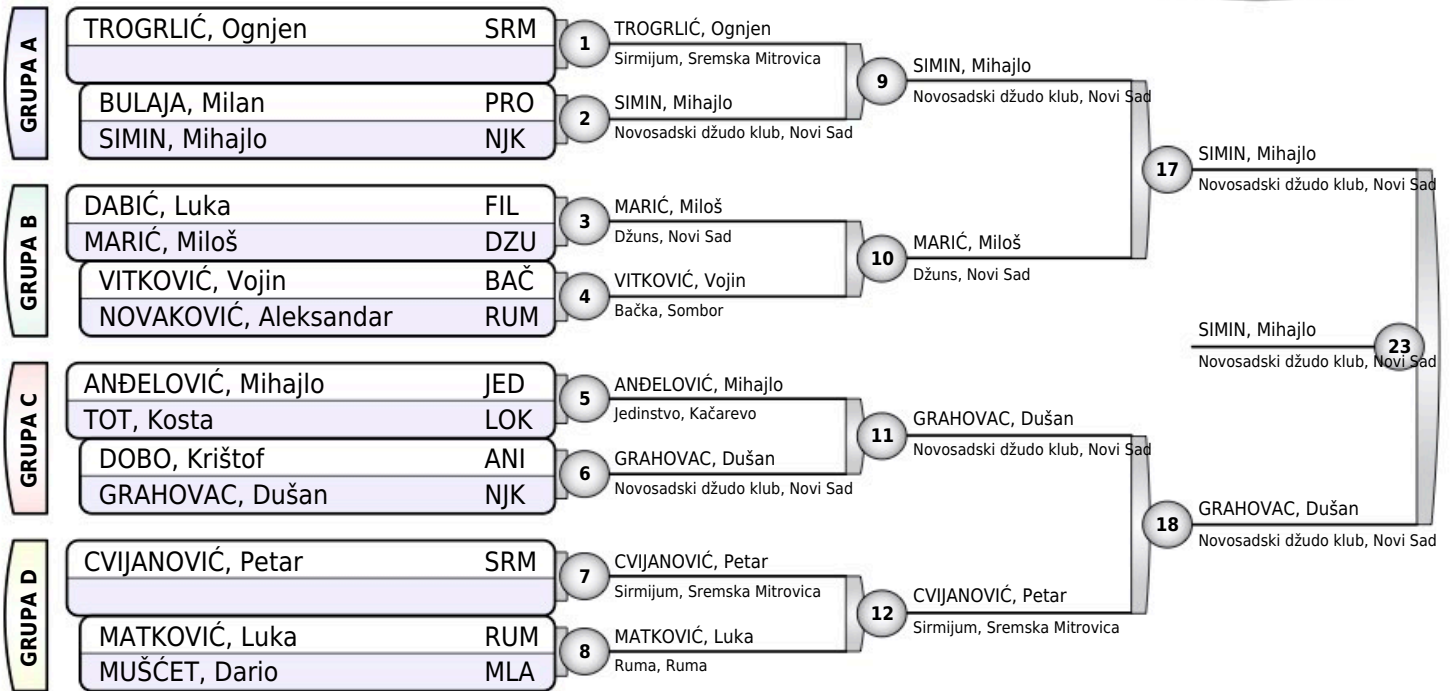 GRUPA A
TROGRLIĆ, Ognjen SRM
BULAJA, Milan PRO
SIMIN, Mihajlo NJK
GRUPA B
DABIĆ, Luka FIL
MARIĆ, Miloš DZU
VITKOVIĆ, Vojin BAČ
NOVAKOVIĆ, Aleksandar RUM
GRUPA C
ANĐELOVIĆ, Mihajlo JED
TOT, Kosta LOK
DOBO, Krištof ANI
GRAHOVAC, Dušan NJK
GRUPA D
CVIJANOVIĆ, Petar SRM
MATKOVIĆ, Luka RUM
MUŠĆET, Dario MLA
1
TROGRLIĆ, Ognjen
Sirmijum, Sremska Mitrovica
2
SIMIN, Mihajlo
Novosadski džudo klub, Novi Sad
3
MARIĆ, Miloš
Džuns, Novi Sad
4
VITKOVIĆ, Vojin
Bačka, Sombor
5
ANĐELOVIĆ, Mihajlo
Jedinstvo, Kačarevo
6
GRAHOVAC, Dušan
Novosadski džudo klub, Novi Sad
7
CVIJANOVIĆ, Petar
Sirmijum, Sremska Mitrovica
8
MATKOVIĆ, Luka
Ruma, Ruma
9
SIMIN, Mihajlo
Novosadski džudo klub, Novi Sad
10
MARIĆ, Miloš
Džuns, Novi Sad
11
GRAHOVAC, Dušan
Novosadski džudo klub, Novi Sad
12
CVIJANOVIĆ, Petar
Sirmijum, Sremska Mitrovica
17
SIMIN, Mihajlo
Novosadski džudo klub, Novi Sad
18
GRAHOVAC, Dušan
Novosadski džudo klub, Novi Sad
23
SIMIN, Mihajlo
Novosadski džudo klub, Novi Sad